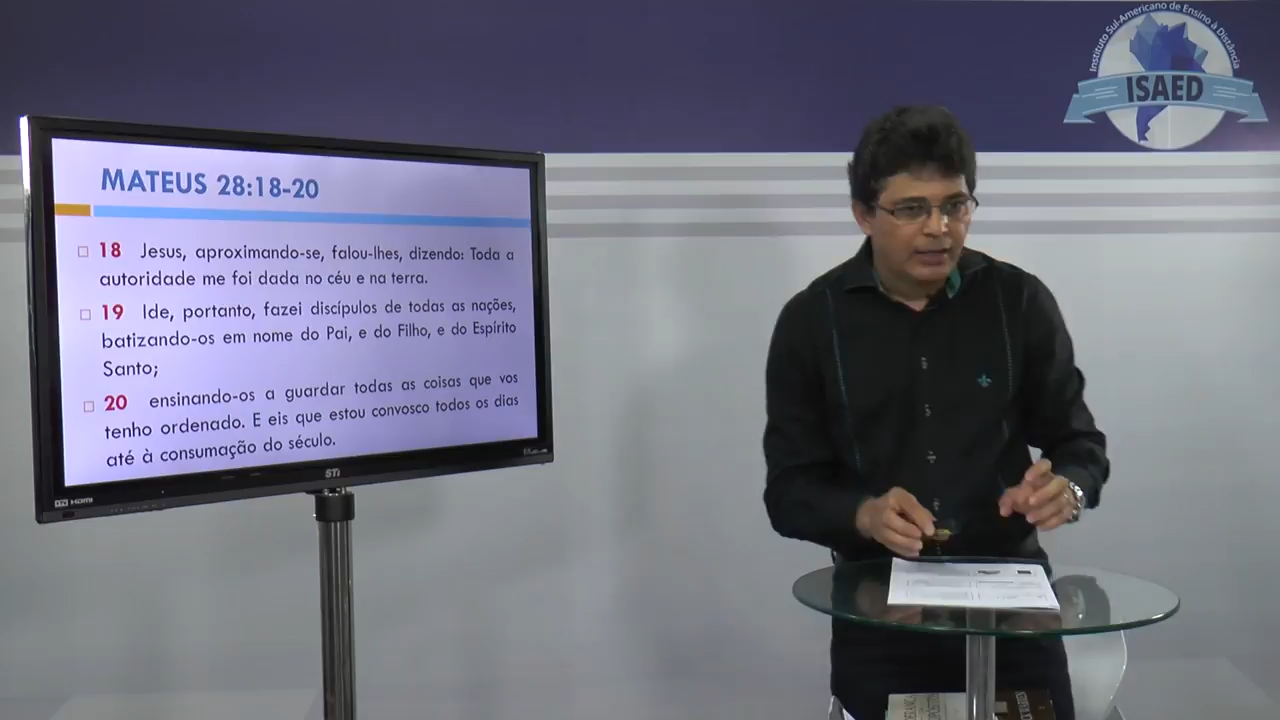 Instituto Sul-Americano de Ensino à Distância
ISAED
MATEUS 28:18-20
18 Jesus, aproximando-se, falou-lhes, dizendo: Toda a
autoridade me foi dada no céu e na terra.
19 Ide, portanto, fazei discípulos de todas as nações,
batizando-os em nome do Pai, e do Filho, e do Espírito
Santo;
20 ensinando-os a guardar todas as coisas que vos
tenho ordenado. E eis que estou convosco todos os dias
até à consumação do século.
STi
HDMI